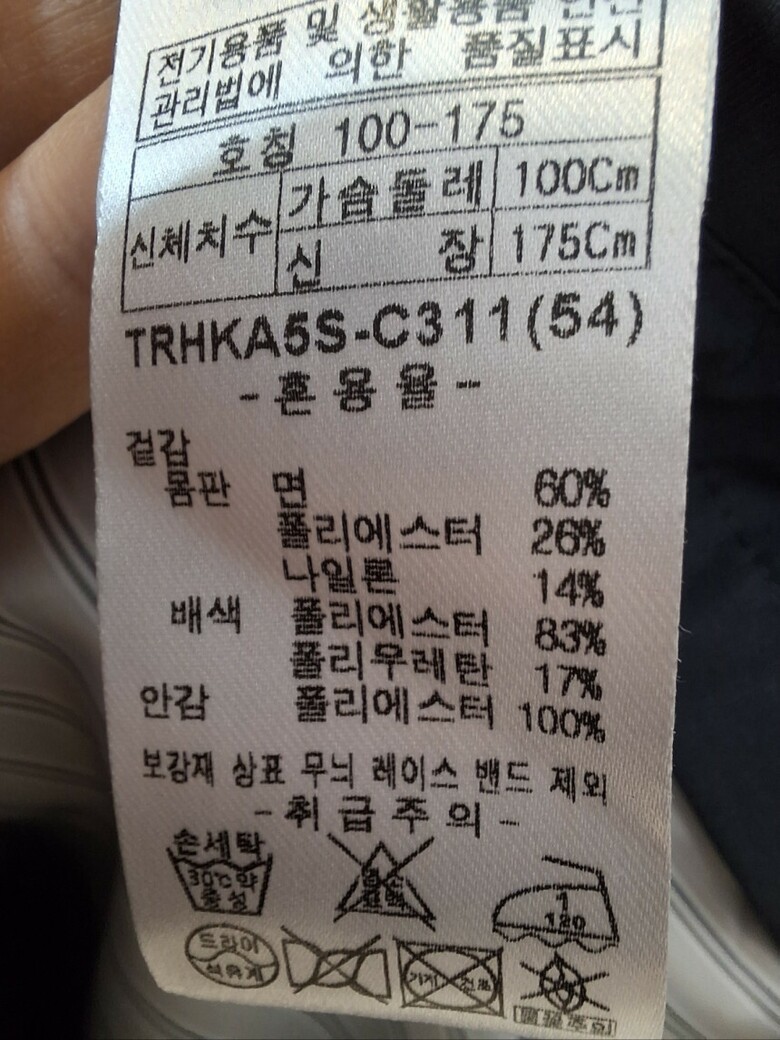 전기용품 및 생활용품 안전
관리법에 의한 품질표시
호칭 100-175
신체치수 가슴둘레 100Cm
신 장 175Cm
TRHKA5S-C311(54)
-혼용율-
겉감
몸판 면 60%
폴리에스터 26%
나일론 14%
배색 폴리에스터 83%
폴리우레탄 17%
안감 폴리에스터 100%
보강재 상표 무늬 레이스 밴드 제외
-취급주의-
손세탁
30℃약
중성
1
120
드라이
석유계
기계 건조